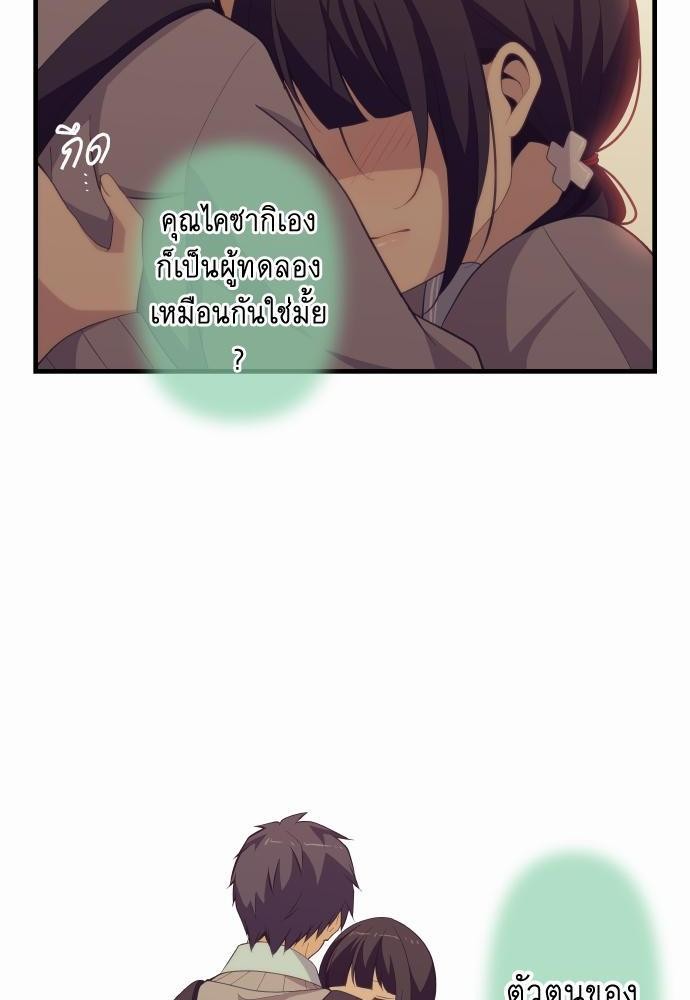 กึด
คุณไคซากิเอง
ก็เป็นผู้ทดลอง
เหมือนกันใช่มั้ย
?
ตัวตนของ